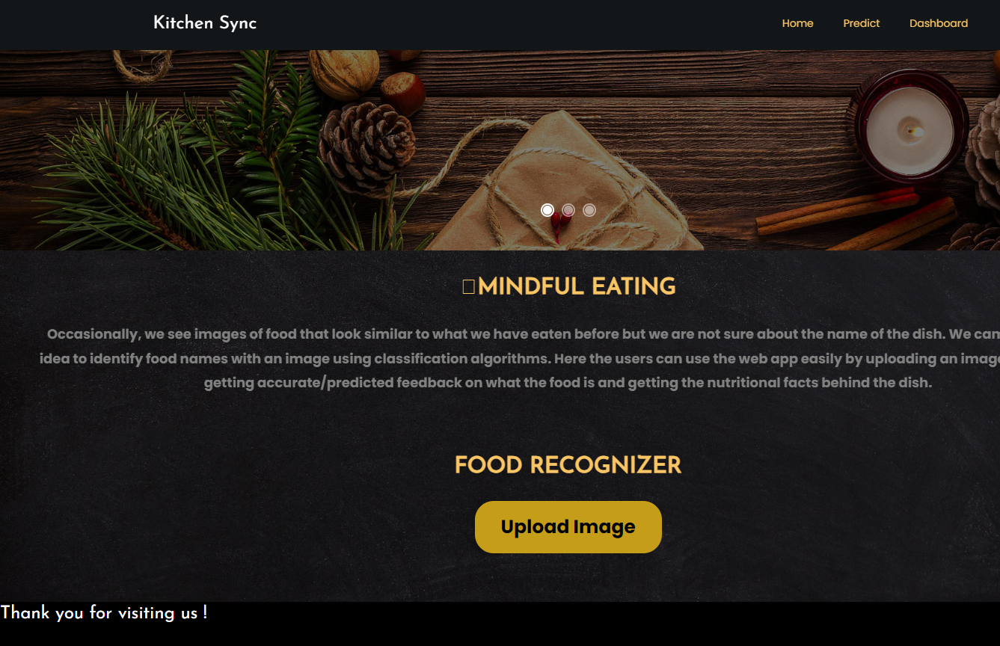 Kitchen Sync
Home Predict Dashboard
MINDFUL EATING
Occasionally, we see images of food that look similar to what we have eaten before but we are not sure about the name of the dish. We can
idea to identify food names with an image using classification algorithms. Here the users can use the web app easily by uploading an image
getting accurate/predicted feedback on what the food is and getting the nutritional facts behind the dish.
FOOD RECOGNIZER
Upload Image
Thank you for visiting us !